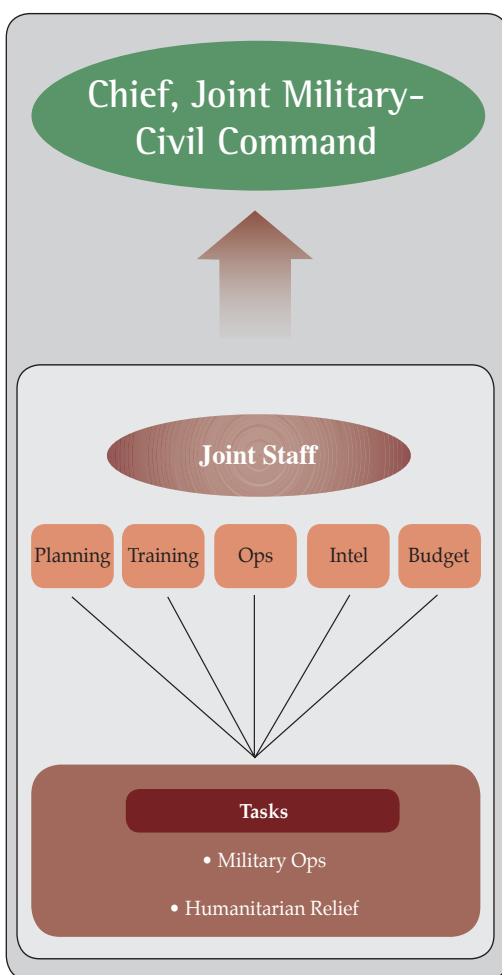 Chief, Joint Military-
Civil Command
Joint Staff
Planning Training Ops Intel Budget
Tasks
• Military Ops
• Humanitarian Relief